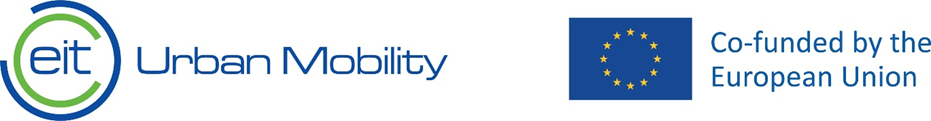 eit Urban Mobility
Co-funded by the
European Union